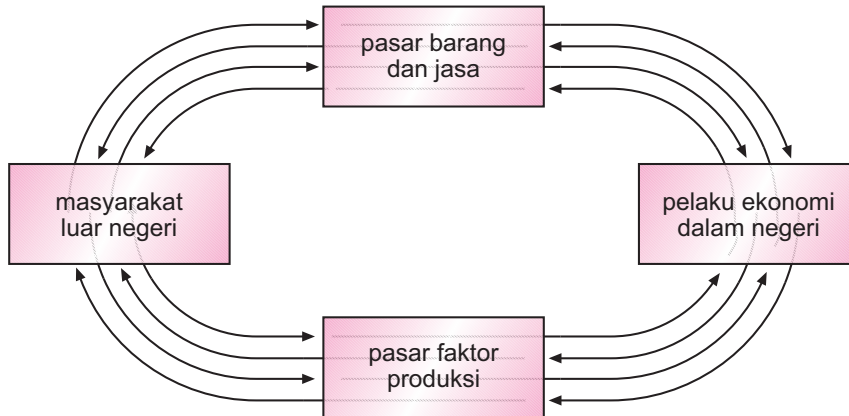 pasar barang
dan jasa
masyarakat
luar negeri
pelaku ekonomi
dalam negeri
pasar faktor
produksi